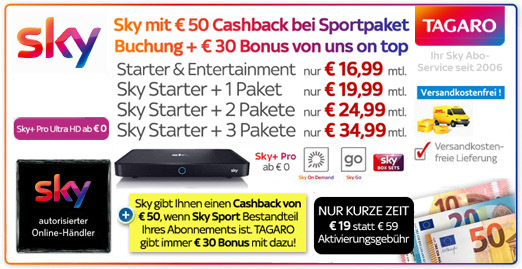 sky
Sky mit € 50 Cashback bei Sportpaket
Buchung + € 30 Bonus von uns on top
TAGARO
Ihr Sky Abo-
Service seit 2006
Starter & Entertainment nur € 16,99 mtl.
Sky Starter + 1 Paket nur € 19,99 mtl.
Sky Starter + 2 Pakete nur € 24,99 mtl.
Sky Starter + 3 Pakete nur € 34,99 mtl.
Versandkostenfrei !
Sky+ Pro Ultra HD ab € 0
Versandkosten-
freie Lieferung
sky
autorisierter
Online-Händler
sky
Sky+ Pro
ab € 0
Sky On Demand
go
Sky Go
sky
BOX SETS
+
Sky gibt Ihnen einen Cashback von
€ 50, wenn Sky Sport Bestandteil
Ihres Abonnements ist. TAGARO
gibt immer € 30 Bonus mit dazu!
NUR KURZE ZEIT
€ 19 statt € 59
Aktivierungsgebühr
10
20
50